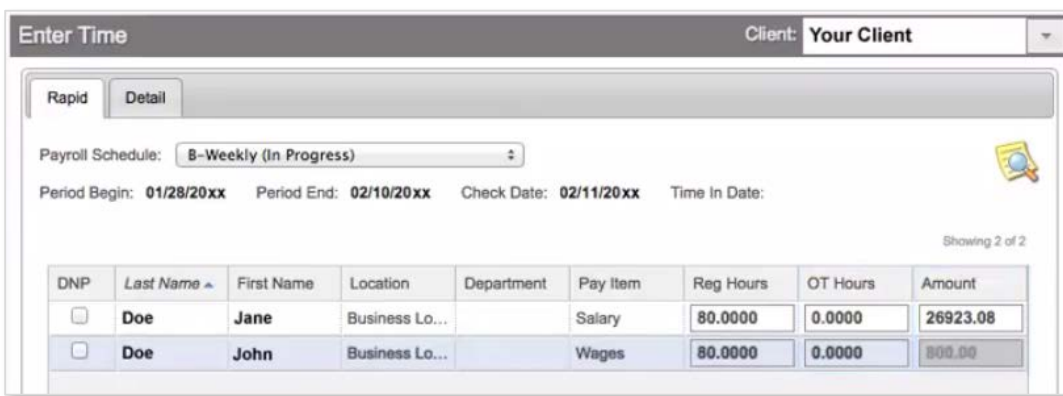 Enter Time Client: Your Client
Rapid Detail
Payroll Schedule: B-Weekly (In Progress)
Period Begin: 01/28/20xx Period End: 02/10/20xx Check Date: 02/11/20xx Time In Date:
Showing 2 of 2
DNP Last Name First Name Location Department Pay Item Reg Hours OT Hours Amount
Doe Jane Business Lo... Salary 80.0000 0.0000 26923.08
Doe John Business Lo... Wages 80.0000 0.0000 800.00